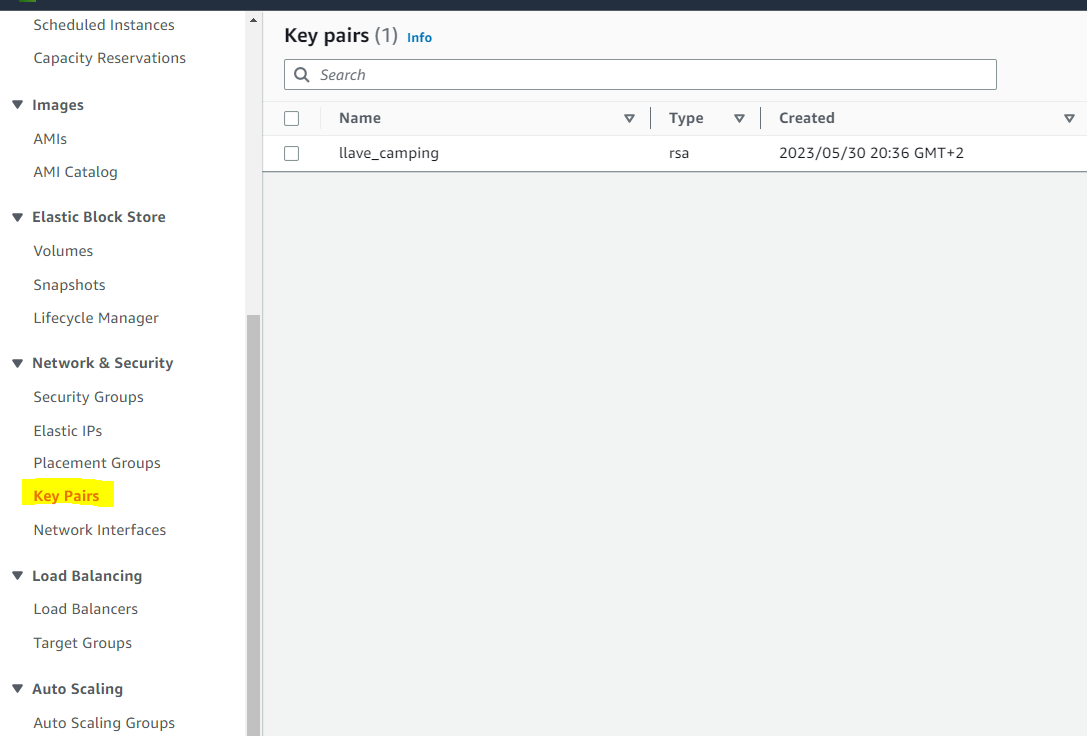 Scheduled Instances
Capacity Reservations
Images
AMIs
AMI Catalog
Elastic Block Store
Volumes
Snapshots
Lifecycle Manager
Network & Security
Security Groups
Elastic IPs
Placement Groups
Key Pairs
Network Interfaces
Load Balancing
Load Balancers
Target Groups
Auto Scaling
Auto Scaling Groups
Key pairs (1) Info
Search
Name Type Created
llave_camping rsa 2023/05/30 20:36 GMT+2